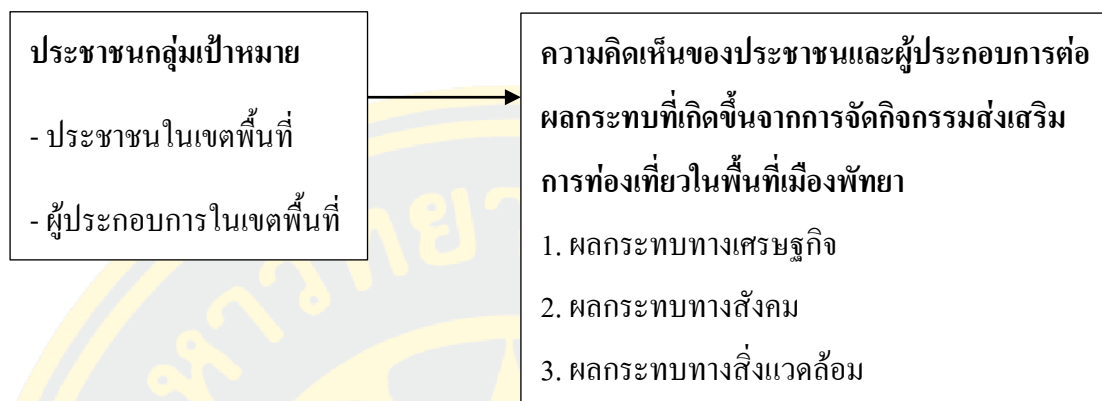 ประชาชนกลุ่มเป้าหมาย
- ประชาชนในเขตพื้นที่
- ผู้ประกอบการในเขตพื้นที่
ความคิดเห็นของประชาชนและผู้ประกอบการต่อ
ผลกระทบที่เกิดขึ้นจากการจัดกิจกรรมส่งเสริม
การท่องเที่ยวในพื้นที่เมืองพัทยา
1. ผลกระทบทางเศรษฐกิจ
2. ผลกระทบทางสังคม
3. ผลกระทบทางสิ่งแวดล้อม